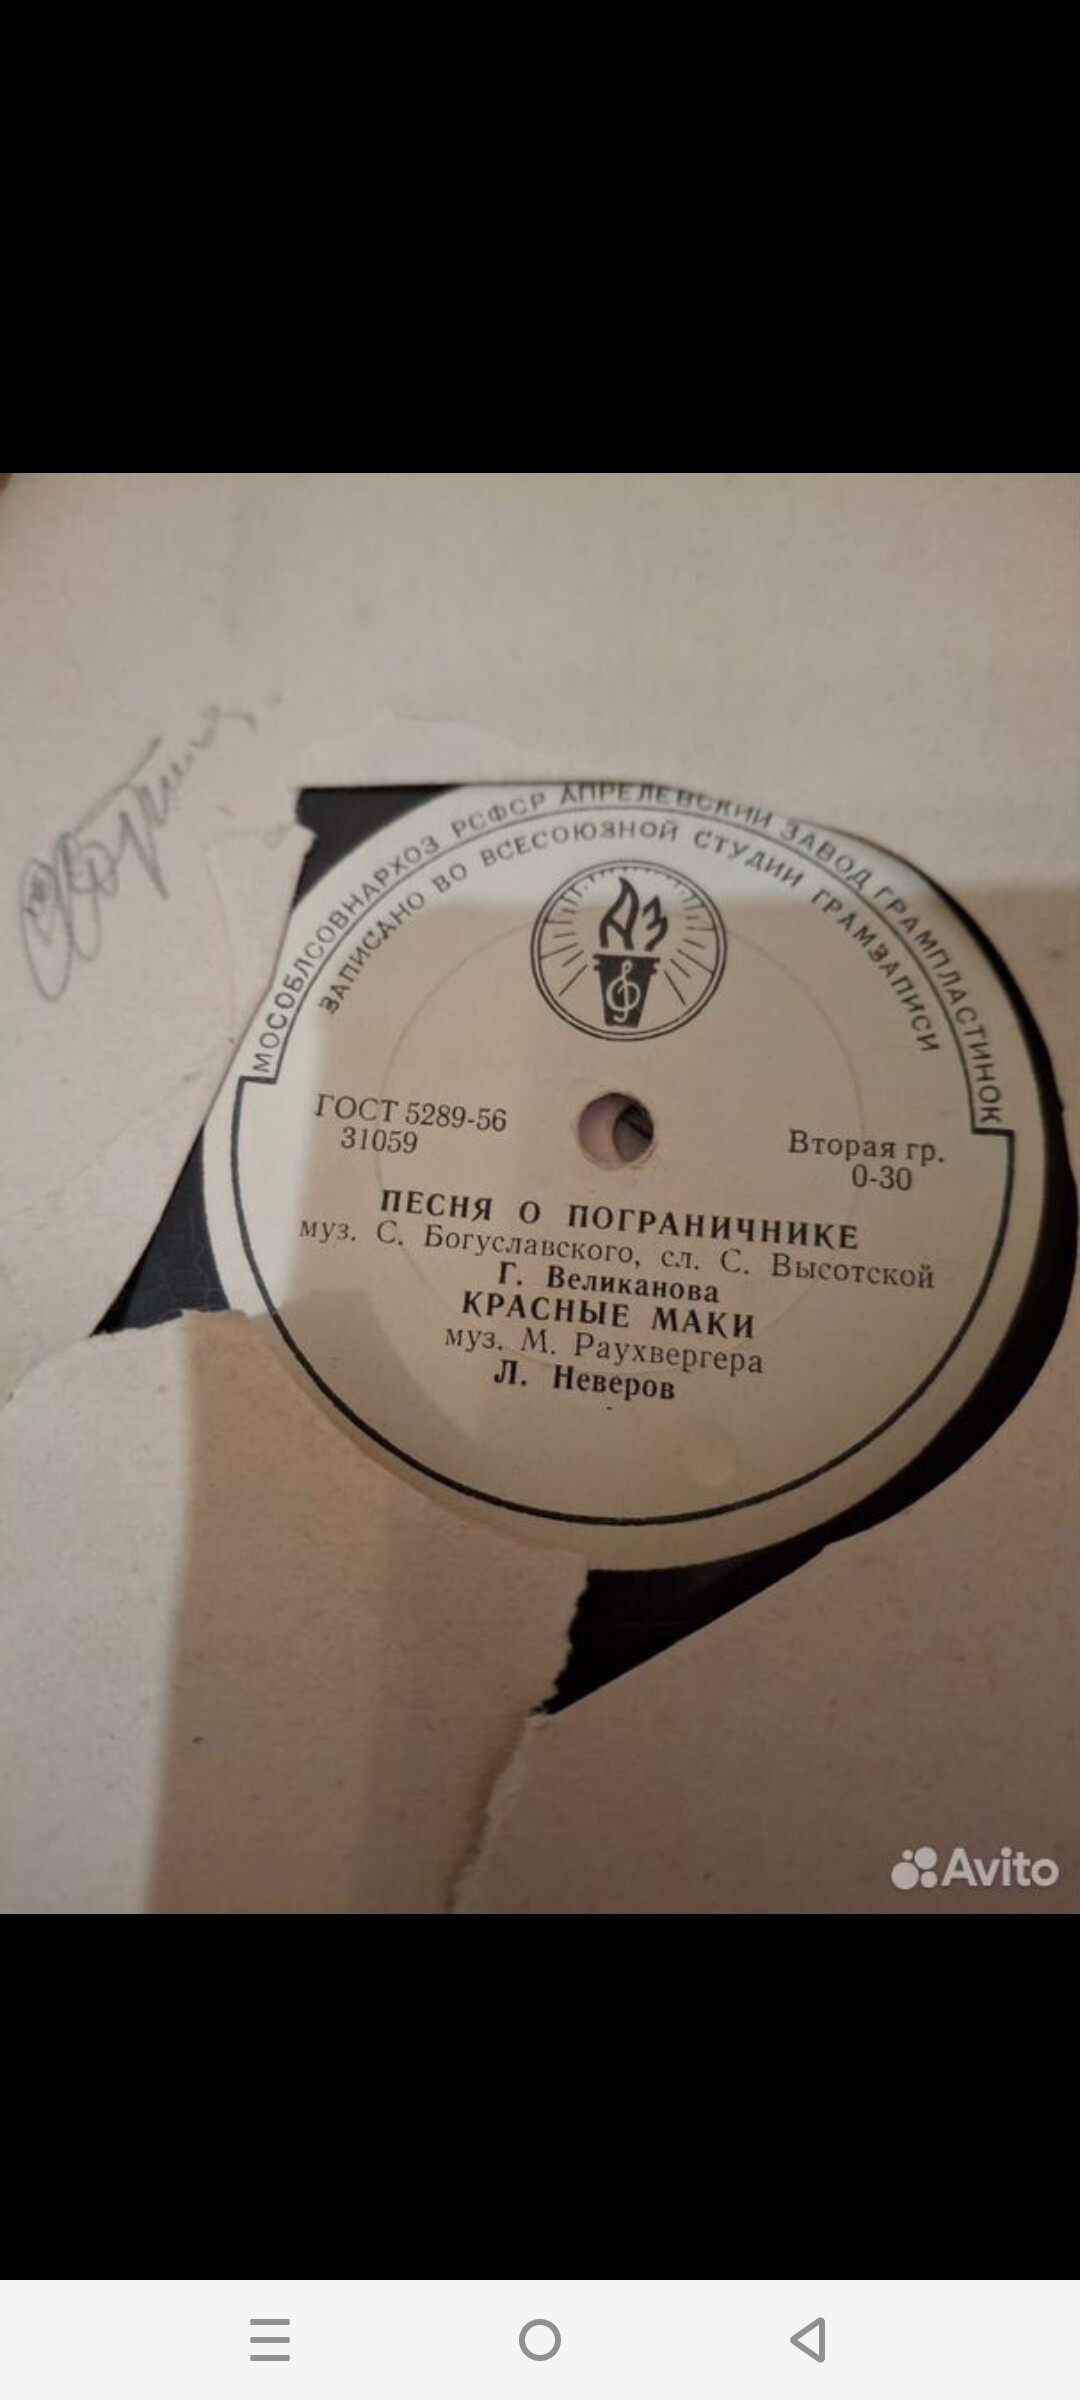 МОСОБЛСОВНАРХОЗ РСФСР АПРЕЛЕВСКИЙ ЗАВОД ГРАМПЛАСТИНОК
ЗАПИСАНО ВО ВСЕСОЮЗНОЙ СТУДИИ ГРАМЗАПИСИ
АЗ
ГОСТ 5289-56
31059
Вторая гр.
0-30
ПЕСНЯ О ПОГРАНИЧНИКЕ
муз. С. Богуславского, сл. С. Высотской
Г. Великанова
КРАСНЫЕ МАКИ
муз. М. Раухвергера
Л. Неверов
Avito